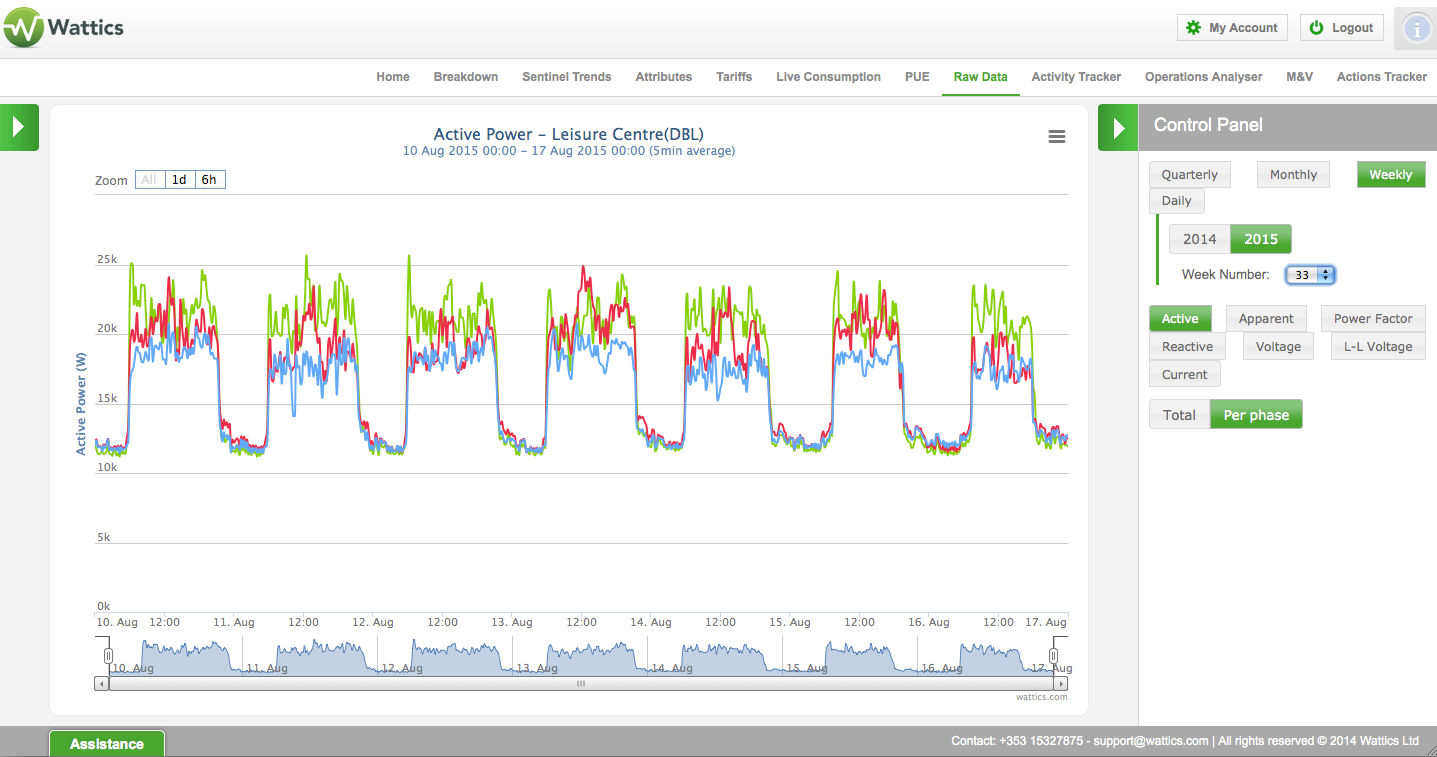 Wattics
My Account
Logout
i
Home Breakdown Sentinel Trends Attributes Tariffs Live Consumption PUE Raw Data Activity Tracker Operations Analyser M&V Actions Tracker
Active Power – Leisure Centre(DBL)
10 Aug 2015 00:00 – 17 Aug 2015 00:00 (5min average)
Zoom All 1d 6h
Active Power (W)
25k
20k
15k
10k
5k
0k
10. Aug 12:00 11. Aug 12:00 12. Aug 12:00 13. Aug 12:00 14. Aug 12:00 15. Aug 12:00 16. Aug 12:00 17. Aug
10. Aug 11. Aug 12. Aug 13. Aug 14. Aug 15. Aug 16. Aug 17. Aug
wattics.com
Control Panel
Quarterly Monthly Weekly
Daily
2014 2015
Week Number: 33
Active Apparent Power Factor
Reactive Voltage L-L Voltage
Current
Total Per phase
Assistance
Contact: +353 15327875 - support@wattics.com | All rights reserved © 2014 Wattics Ltd